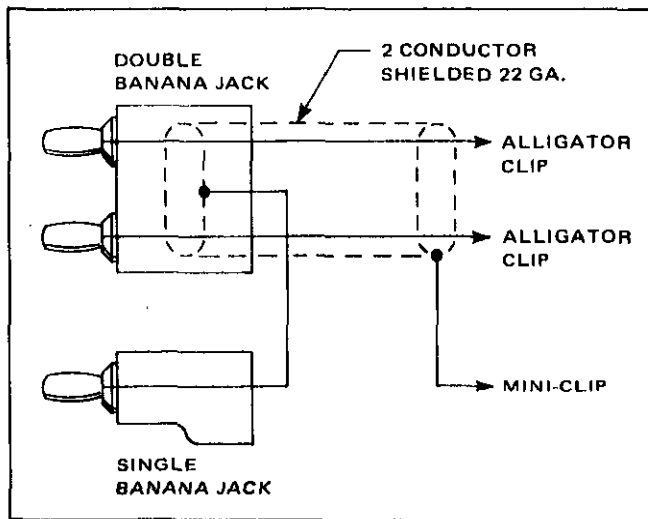 DOUBLE
BANANA JACK
2 CONDUCTOR
SHIELDED 22 GA.
ALLIGATOR
CLIP
ALLIGATOR
CLIP
MINI-CLIP
SINGLE
BANANA JACK